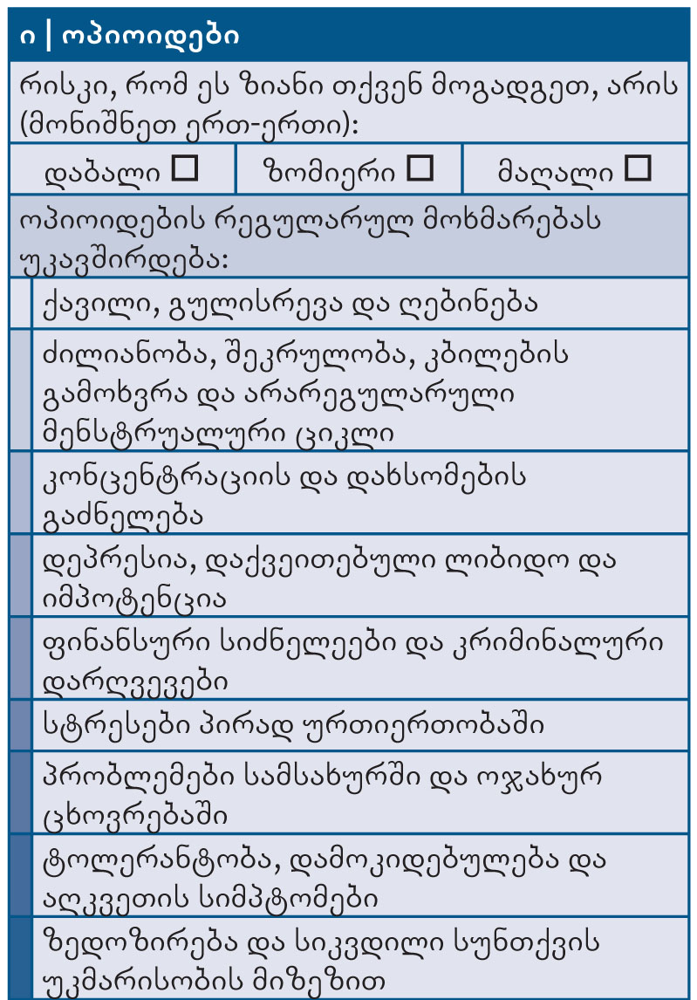 ი | ოპიოიდები
რისკი, რომ ეს ზიანი თქვენ მოგადგეთ, არის
(მონიშნეთ ერთ-ერთი):
დაბალი ☐ ზომიერი ☐ მაღალი ☐
ოპიოიდების რეგულარულ მოხმარებას
უკავშირდება:
ქავილი, გულისრევა და ღებინება
ძილიანობა, შეკრულობა, კბილების
გამოხვრა და არარეგულარული
მენსტრუალური ციკლი
კონცენტრაციის და დახსომების
გაძნელება
დეპრესია, დაქვეითებული ლიბიდო და
იმპოტენცია
ფინანსური სიძნელეები და კრიმინალური
დარღვევები
სტრესები პირად ურთიერთობაში
პრობლემები სამსახურში და ოჯახურ
ცხოვრებაში
ტოლერანტობა, დამოკიდებულება და
აღკვეთის სიმპტომები
ზედოზირება და სიკვდილი სუნთქვის
უკმარისობის მიზეზით